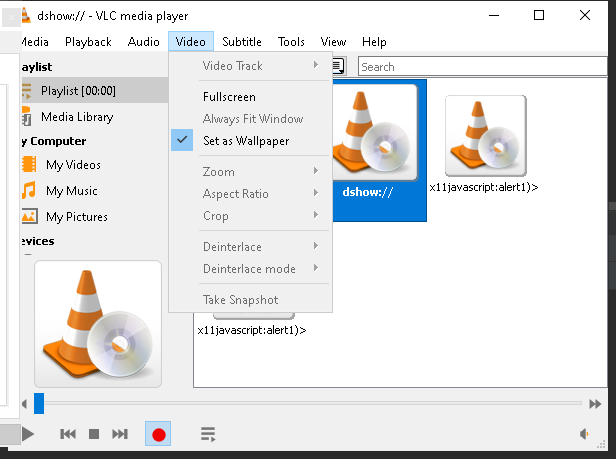 dshow:// - VLC media player
Media Playback Audio Video Subtitle Tools View Help
aylist
Playlist [00:00]
Media Library
y Computer
My Videos
My Music
My Pictures
evices
Video Track
Fullscreen
Always Fit Window
Set as Wallpaper
Zoom
Aspect Ratio
Crop
Deinterlace
Deinterlace mode
Take Snapshot
Search
dshow://
x11javascript:alert1)>
x11javascript:alert1)>